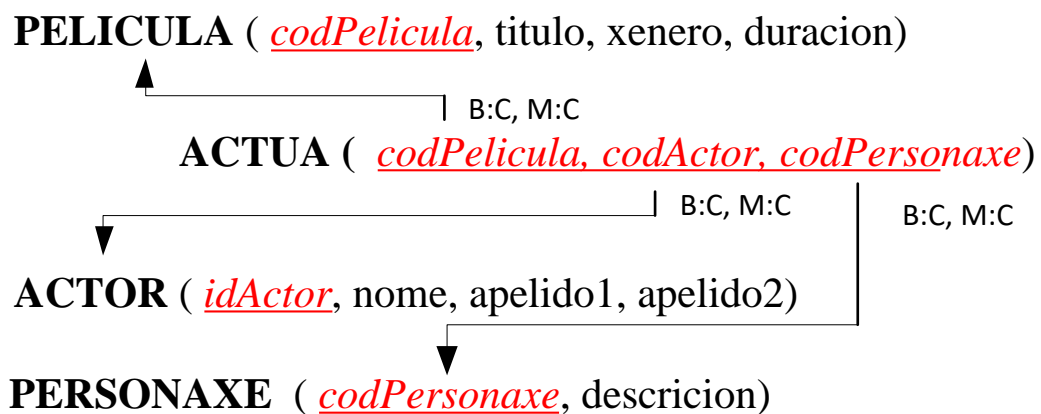 PELICULA ( codPelicula, titulo, xenero, duracion)
B:C, M:C
ACTUA ( codPelicula, codActor, codPersonaxe)
B:C, M:C
B:C, M:C
ACTOR ( idActor, nome, apelido1, apelido2)
PERSONAXE ( codPersonaxe, descricion)